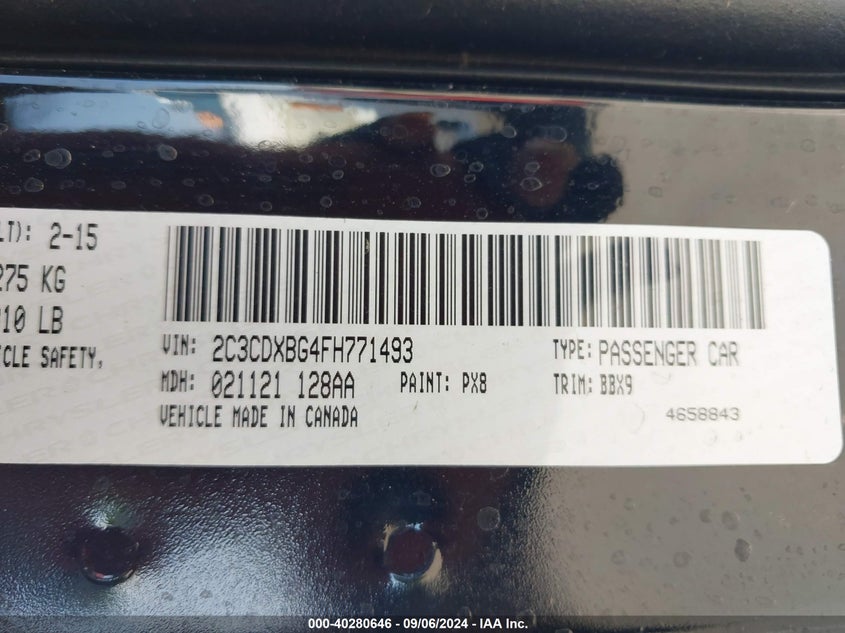 LT): 2-15
275 KG
10 LB
CLE SAFETY,
VIN: 2C3CDXBG4FH771493 TYPE: PASSENGER CAR
MDH: 021121 128AA PAINT: PX8 TRIM: BBX9
VEHICLE MADE IN CANADA 4658843
000-40280646 - 09/06/2024 - IAA Inc.